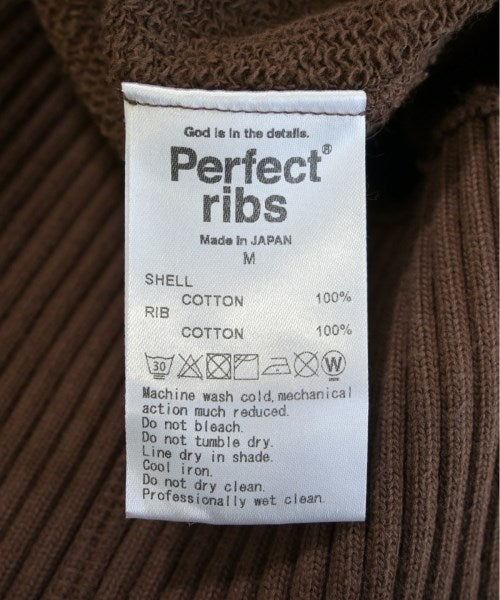 God is in the details.
Perfect®
ribs
Made in JAPAN
M
SHELL
COTTON 100%
RIB
COTTON 100%
30 W
Machine wash cold, mechanical
action much reduced.
Do not bleach.
Do not tumble dry.
Line dry in shade.
Cool iron.
Do not dry clean.
Professionally wet clean.